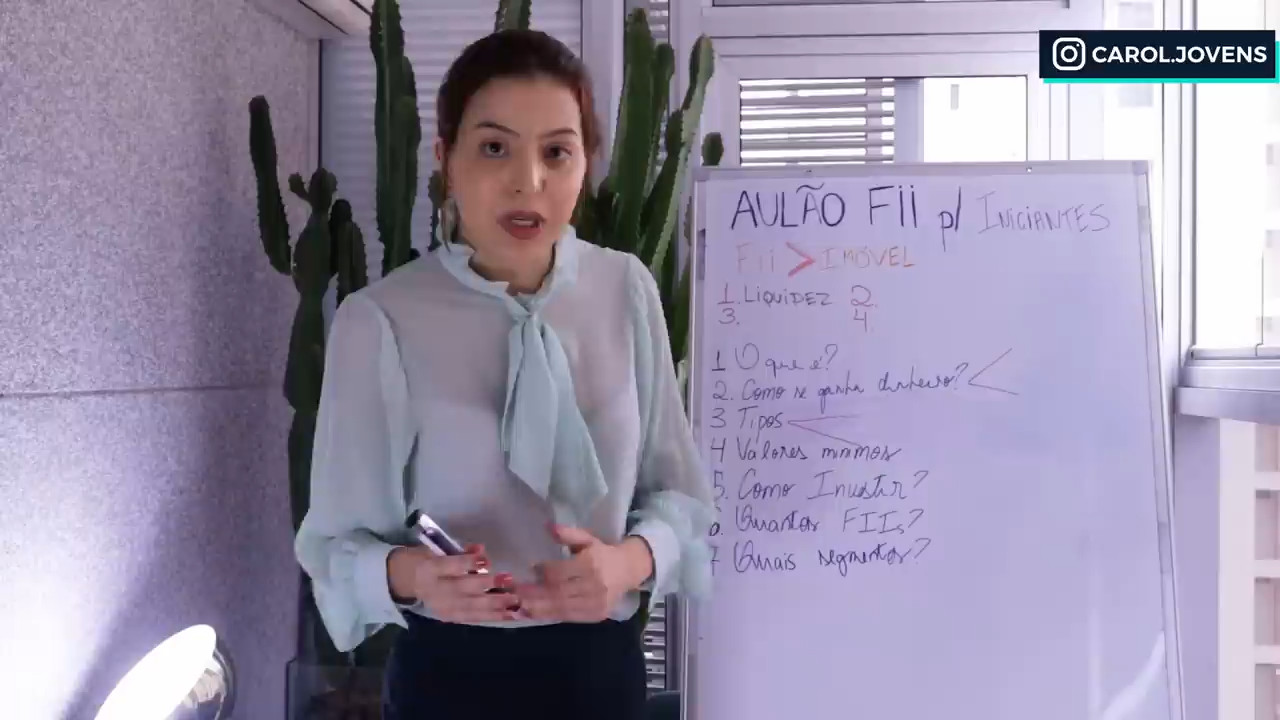 CAROL.JOVENS
AULÃO FII p/ INICIANTES
FII > IMÓVEL
1. LIQUIDEZ 2.
3. 4.
1 O que é?
2. Como se ganha dinheiro?
3 Tipos
4 Valores mínimos
5. Como Investir?
6. Quantos FIIs?
7 Quais segmentos?